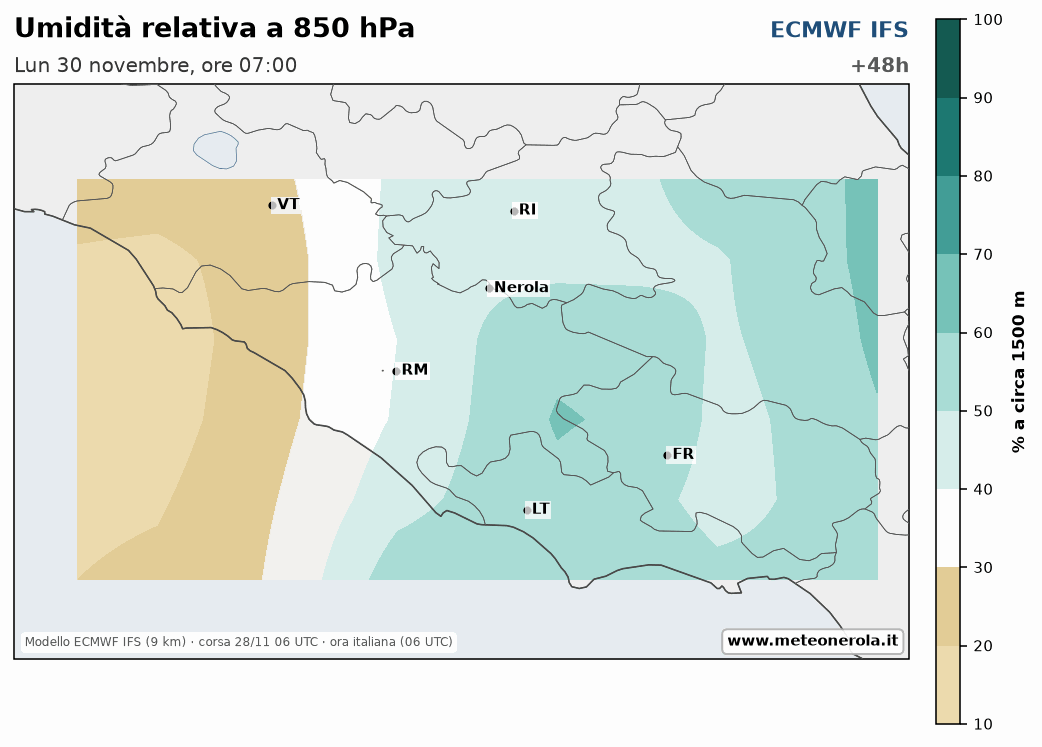 Umidità relativa a 850 hPa
ECMWF IFS
Lun 30 novembre, ore 07:00
+48h
VT
RI
Nerola
RM
FR
LT
Modello ECMWF IFS (9 km) · corsa 28/11 06 UTC · ora italiana (06 UTC)
www.meteonerola.it
100
90
80
70
60
50
40
30
20
10
% a circa 1500 m